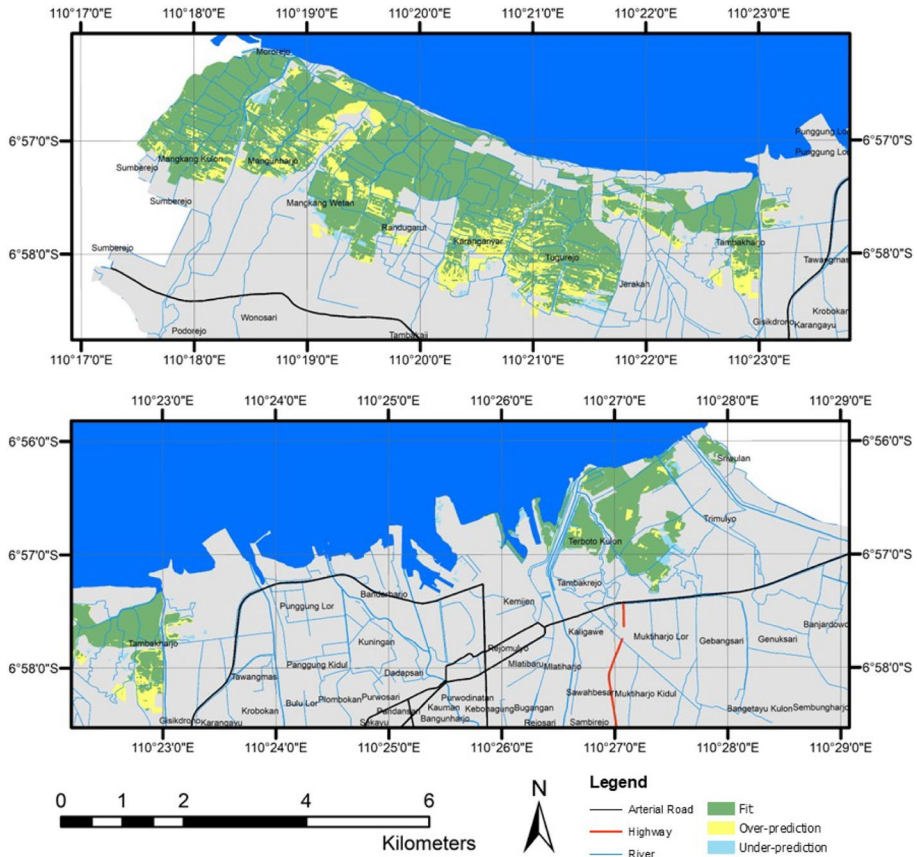 110°17'0"E 110°18'0"E 110°19'0"E 110°20'0"E 110°21'0"E 110°22'0"E 110°23'0"E
Mororejo
Punggung Lor
6°57'0"S 6°57'0"S
Punggung Lor
Mangkang Kulon Mangunharjo
Sumberejo
Sumberejo Mangkang Wetan
Randugarut
Karanganyar Tambakharjo
Sumberejo 6°58'0"S 6°58'0"S
Tugurejo Tawangmas
Jerakah
Wonosari Krobokan
Podorejo Tambakaji Gisikdrono Karangayu
110°17'0"E 110°18'0"E 110°19'0"E 110°20'0"E 110°21'0"E 110°22'0"E 110°23'0"E
110°23'0"E 110°24'0"E 110°25'0"E 110°26'0"E 110°27'0"E 110°28'0"E 110°29'0"E
6°56'0"S 6°56'0"S
Sriwulan
Trimulyo
Terboto Kulon
6°57'0"S 6°57'0"S
Tambakrejo
Bandarharjo
Punggung Lor Kemijen
Banjardowo
Kaligawe
Tambakharjo Kuningan Muktiharjo Lor Gebangsari Genuksari
Rejomulyo
Panggung Kidul Mlatibaru Mlatiharjo
6°58'0"S 6°58'0"S
Tawangmas Dadapsari
Sawahbesar Muktiharjo Kidul
Bulu Lor Plombokan Purwosari Purwodinatan
Krobokan Pandansari Kauman Kebonagung Bugangan Bangetayu Kulon Sembungharjo
Gisikdrono Karangayu Sekayu Bangunharjo Rejosari Sambirejo
110°23'0"E 110°24'0"E 110°25'0"E 110°26'0"E 110°27'0"E 110°28'0"E 110°29'0"E
0 1 2 4 6
Kilometers
N
Legend
Arterial Road Fit
Highway Over-prediction
River Under-prediction